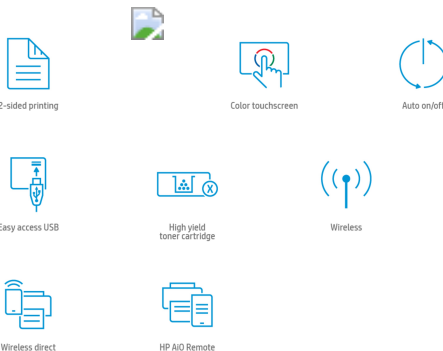 2-sided printing
Color touchscreen
Auto on/off
Easy access USB
X
High yield
toner cartridge
Wireless
Wireless direct
HP AiO Remote